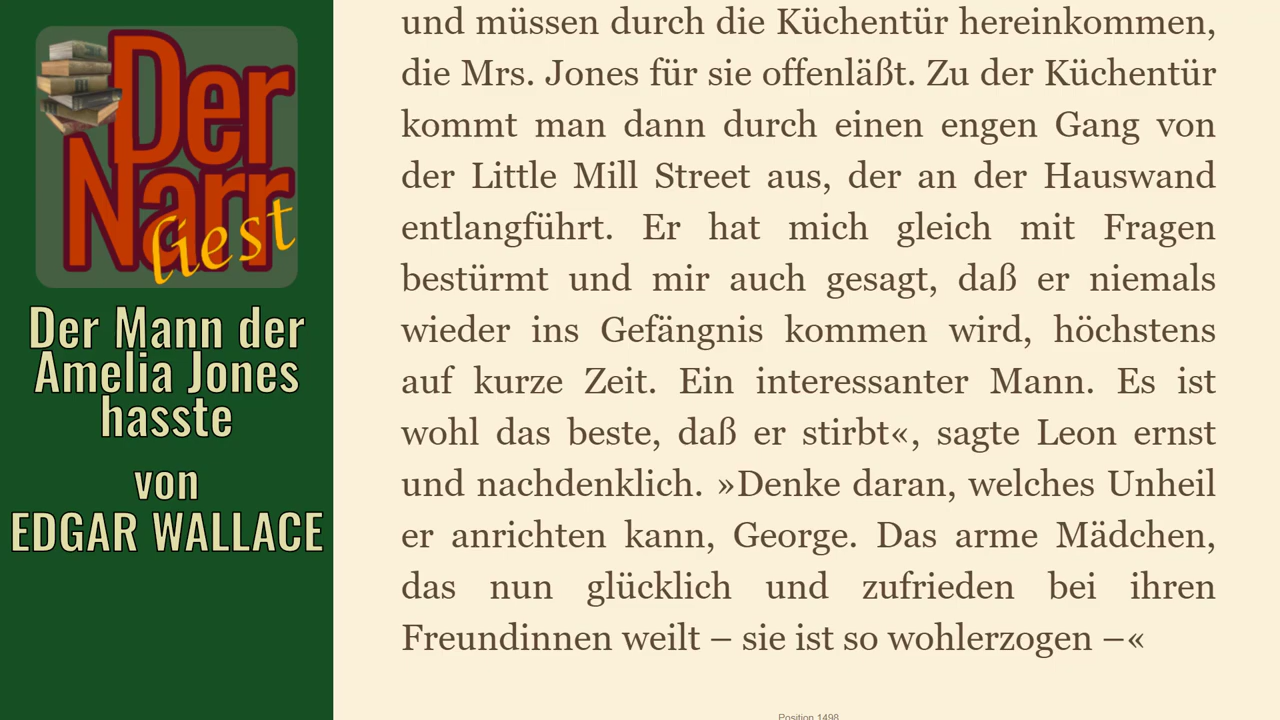 Der
Narr
liest
Der Mann der
Amelia Jones
hasste
von
EDGAR WALLACE
und müssen durch die Küchentür hereinkommen,
die Mrs. Jones für sie offenläßt. Zu der Küchentür
kommt man dann durch einen engen Gang von
der Little Mill Street aus, der an der Hauswand
entlangführt. Er hat mich gleich mit Fragen
bestürmt und mir auch gesagt, daß er niemals
wieder ins Gefängnis kommen wird, höchstens
auf kurze Zeit. Ein interessanter Mann. Es ist
wohl das beste, daß er stirbt«, sagte Leon ernst
und nachdenklich. »Denke daran, welches Unheil
er anrichten kann, George. Das arme Mädchen,
das nun glücklich und zufrieden bei ihren
Freundinnen weilt – sie ist so wohlerzogen –«
Position 1498